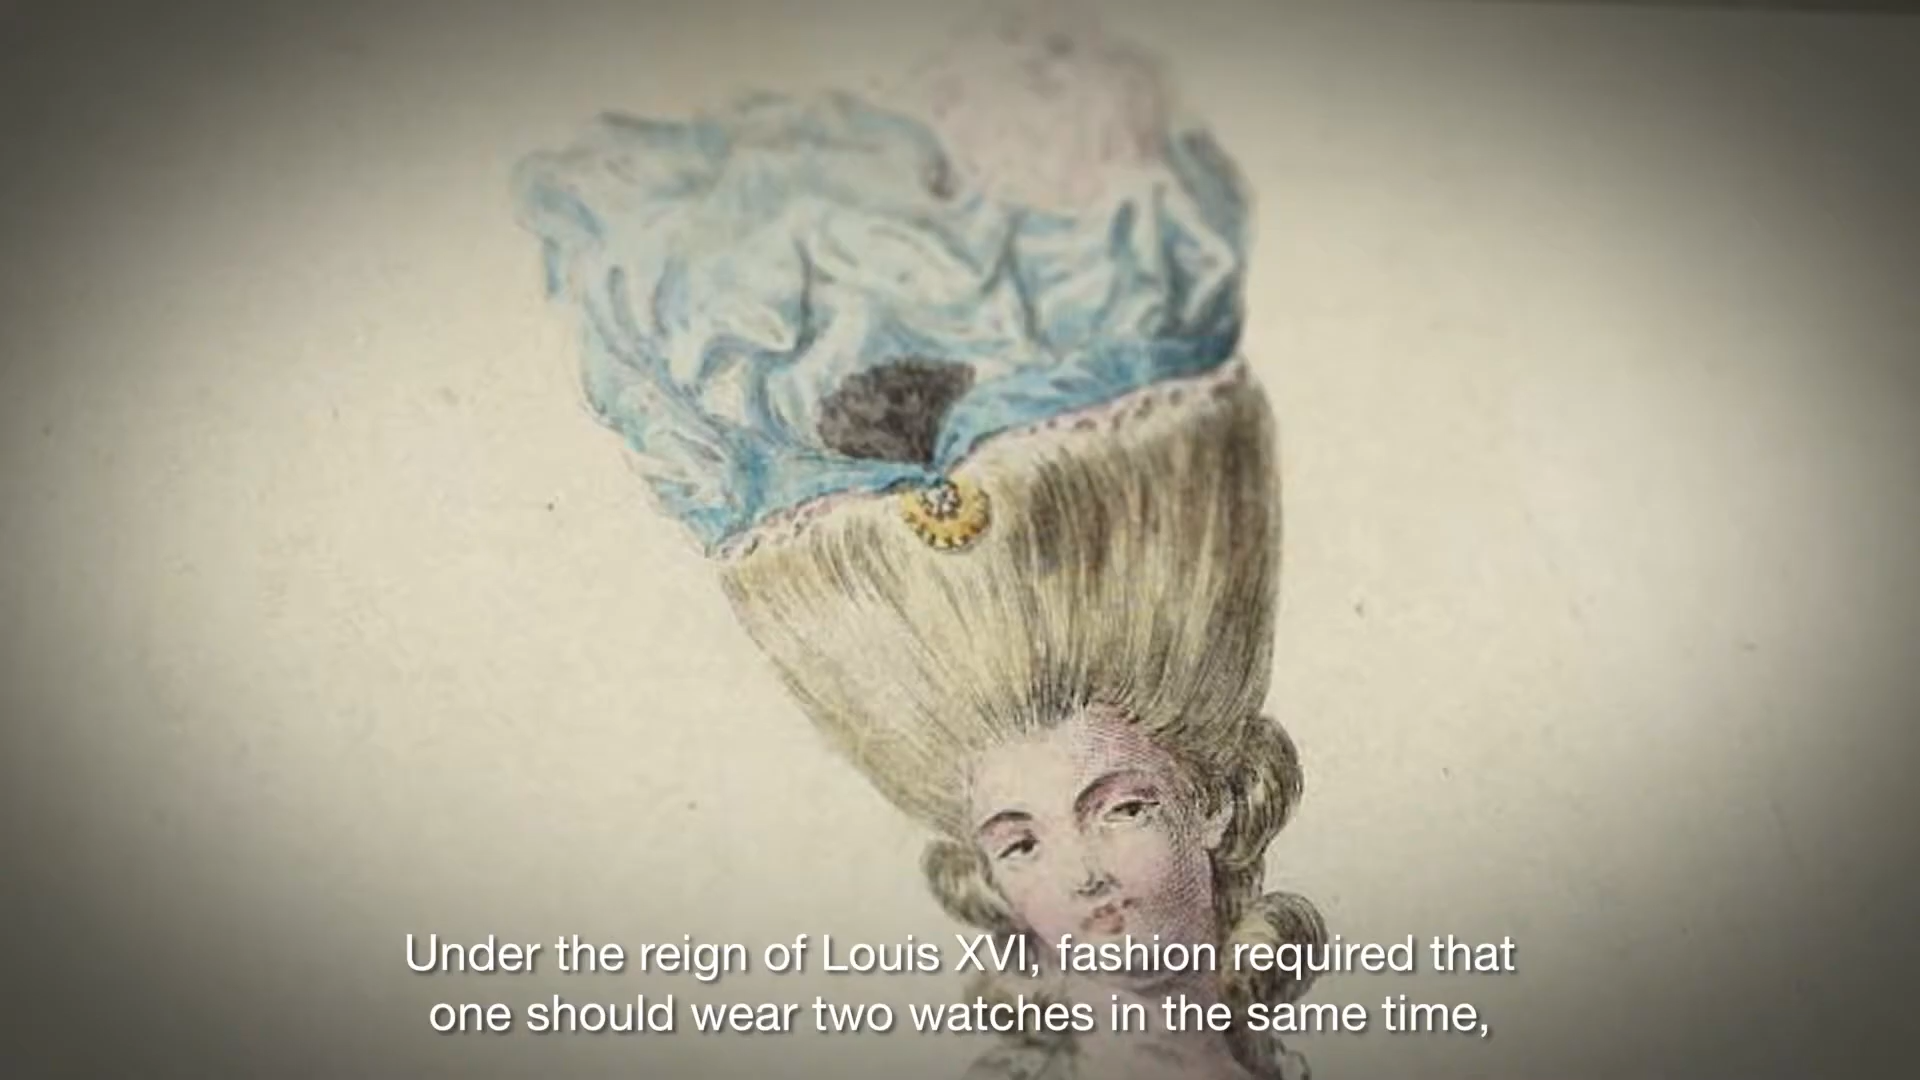 Under the reign of Louis XVI, fashion required that
one should wear two watches in the same time,